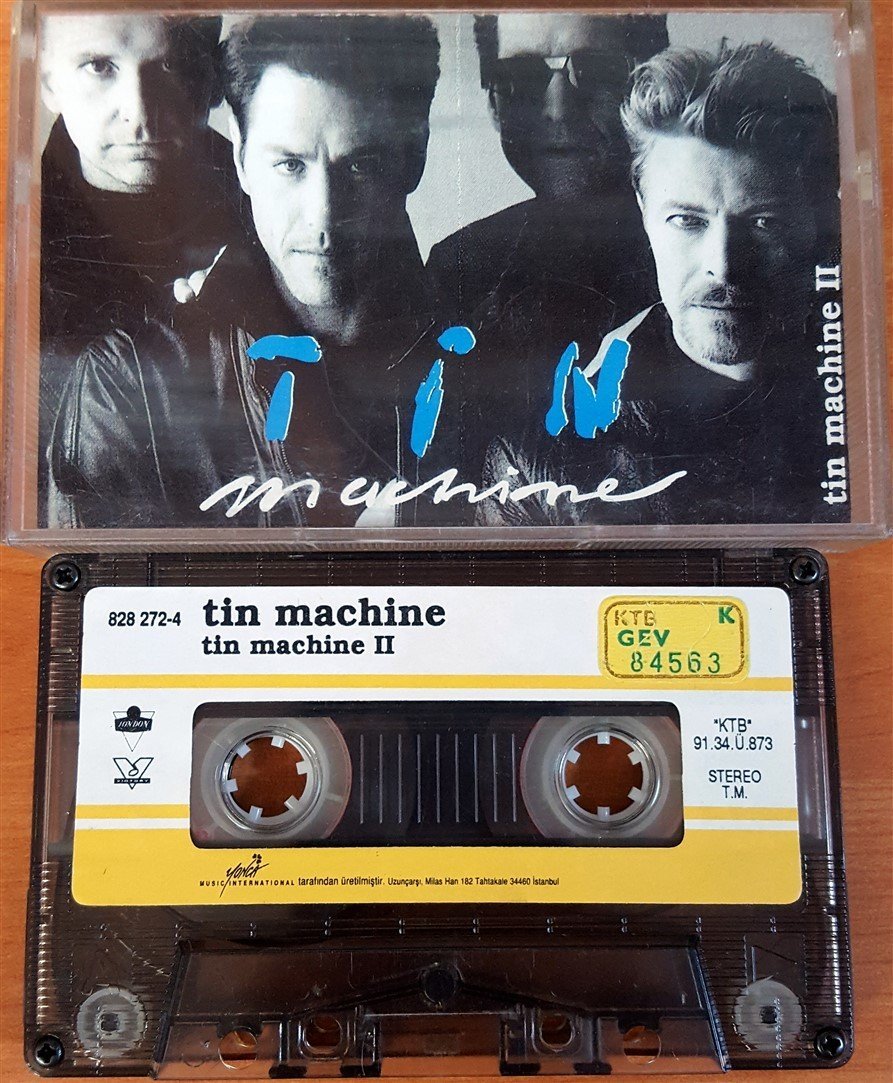 TiN
machine
tin machine II
828 272-4
tin machine
tin machine II
KTB K
GEV
84563
LONDON
VICTORY
"KTB"
91.34.Ü.873
STEREO
T.M.
YONCA
MUSIC INTERNATIONAL tarafından üretilmiştir. Uzunçarşı, Milas Han 182 Tahtakale 34460 İstanbul